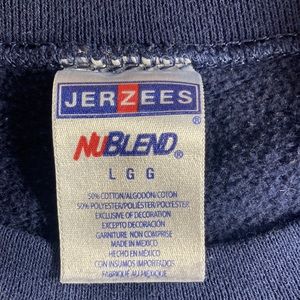 JERZEES
®
NUBLEND®
L G G
50% COTTON/ALGODON/COTON
50% POLYESTER/POLIESTER/POLYESTER
EXCLUSIVE OF DECORATION
EXCEPTO DECORACIÓN
GARNITURE NON COMPRISE
MADE IN MEXICO
HECHO EN MÉXICO
CON INSUMOS IMPORTADOS
FABRIQUÉ AU MEXIQUE